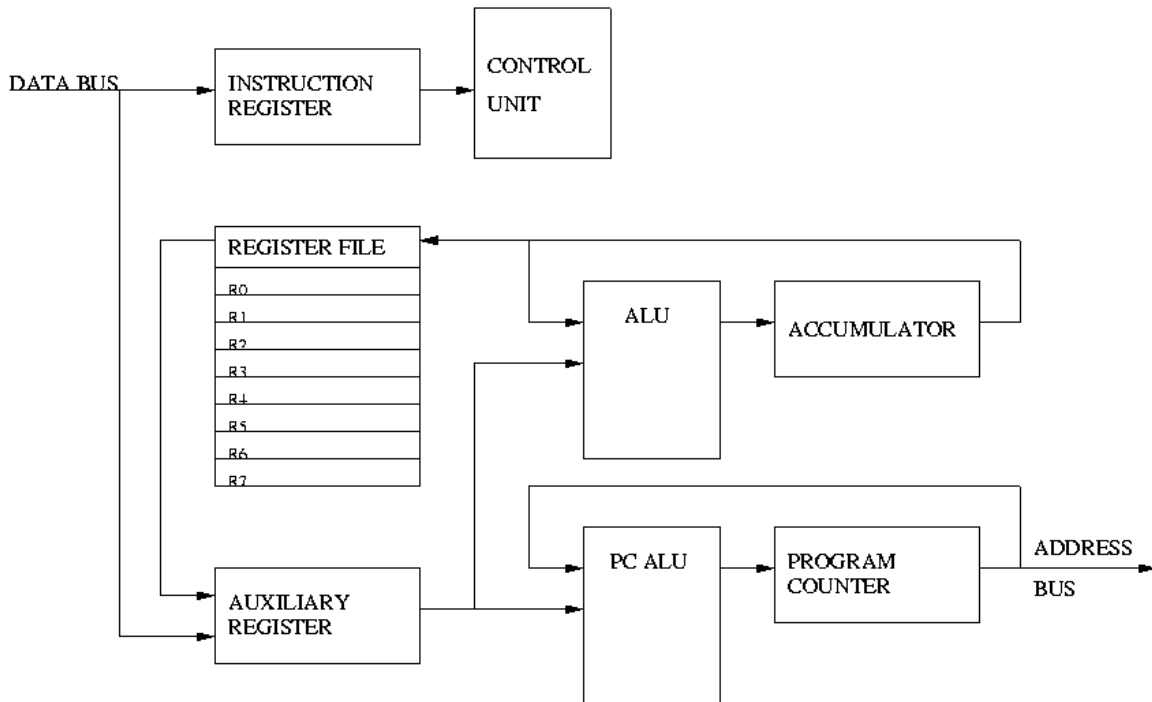 DATA BUS
INSTRUCTION
REGISTER
CONTROL
UNIT
REGISTER FILE
R0
R1
R2
R3
R4
R5
R6
R7
ALU
ACCUMULATOR
AUXILIARY
REGISTER
PC ALU
PROGRAM
COUNTER
ADDRESS
BUS